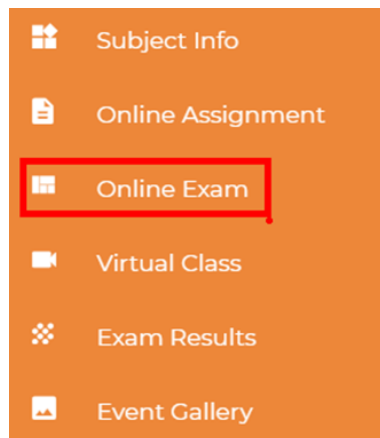 Subject Info
Online Assignment
Online Exam
Virtual Class
Exam Results
Event Gallery